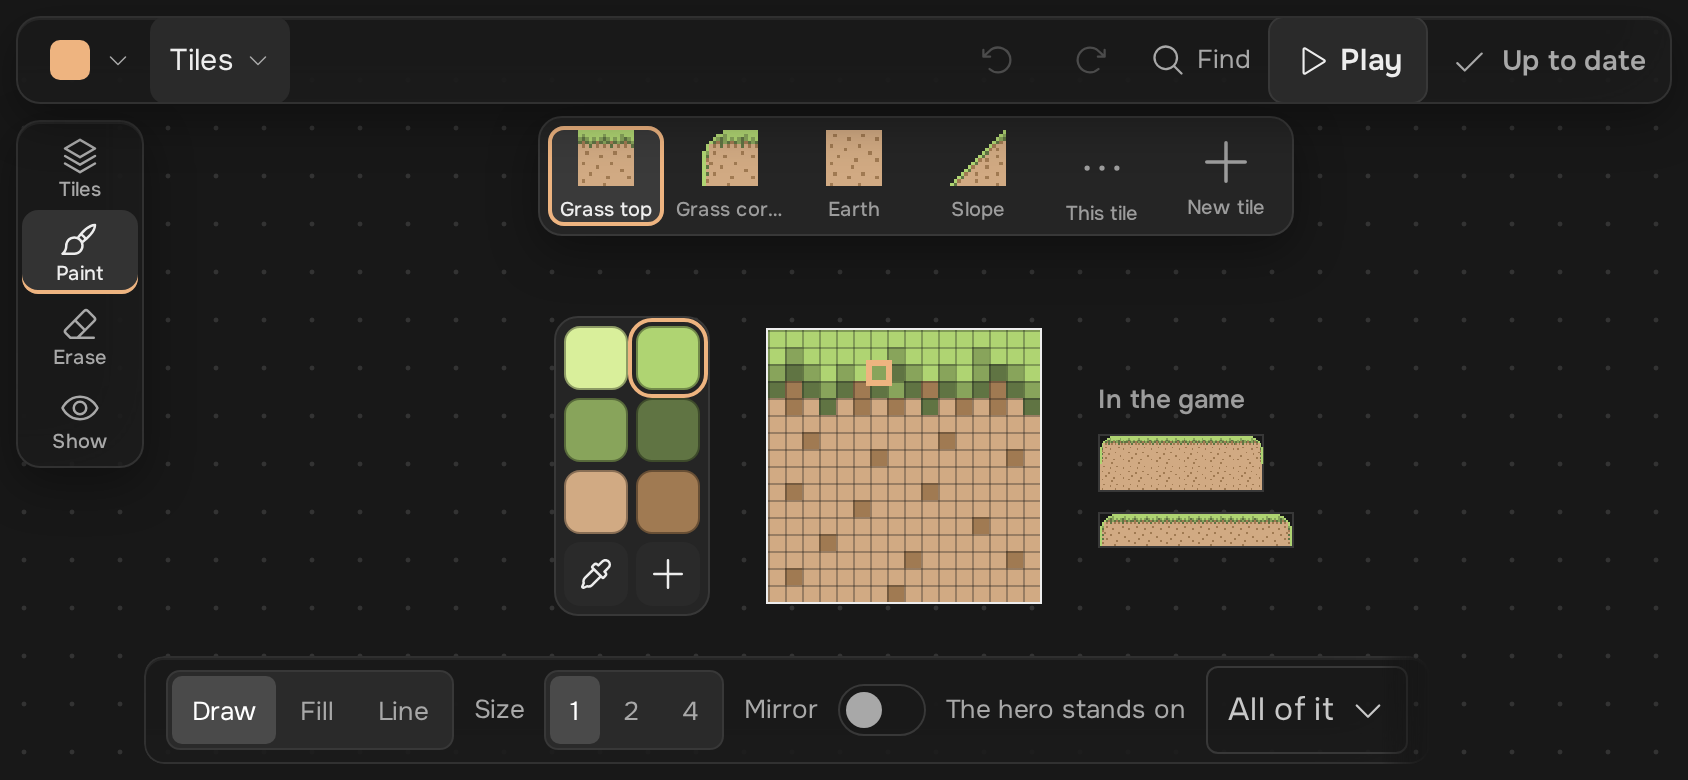 Tiles
Find
Play
Up to date
Tiles
Paint
Erase
Show
Grass top
Grass cor...
Earth
Slope
This tile
New tile
In the game
Draw
Fill
Line
Size
1
2
4
Mirror
The hero stands on
All of it